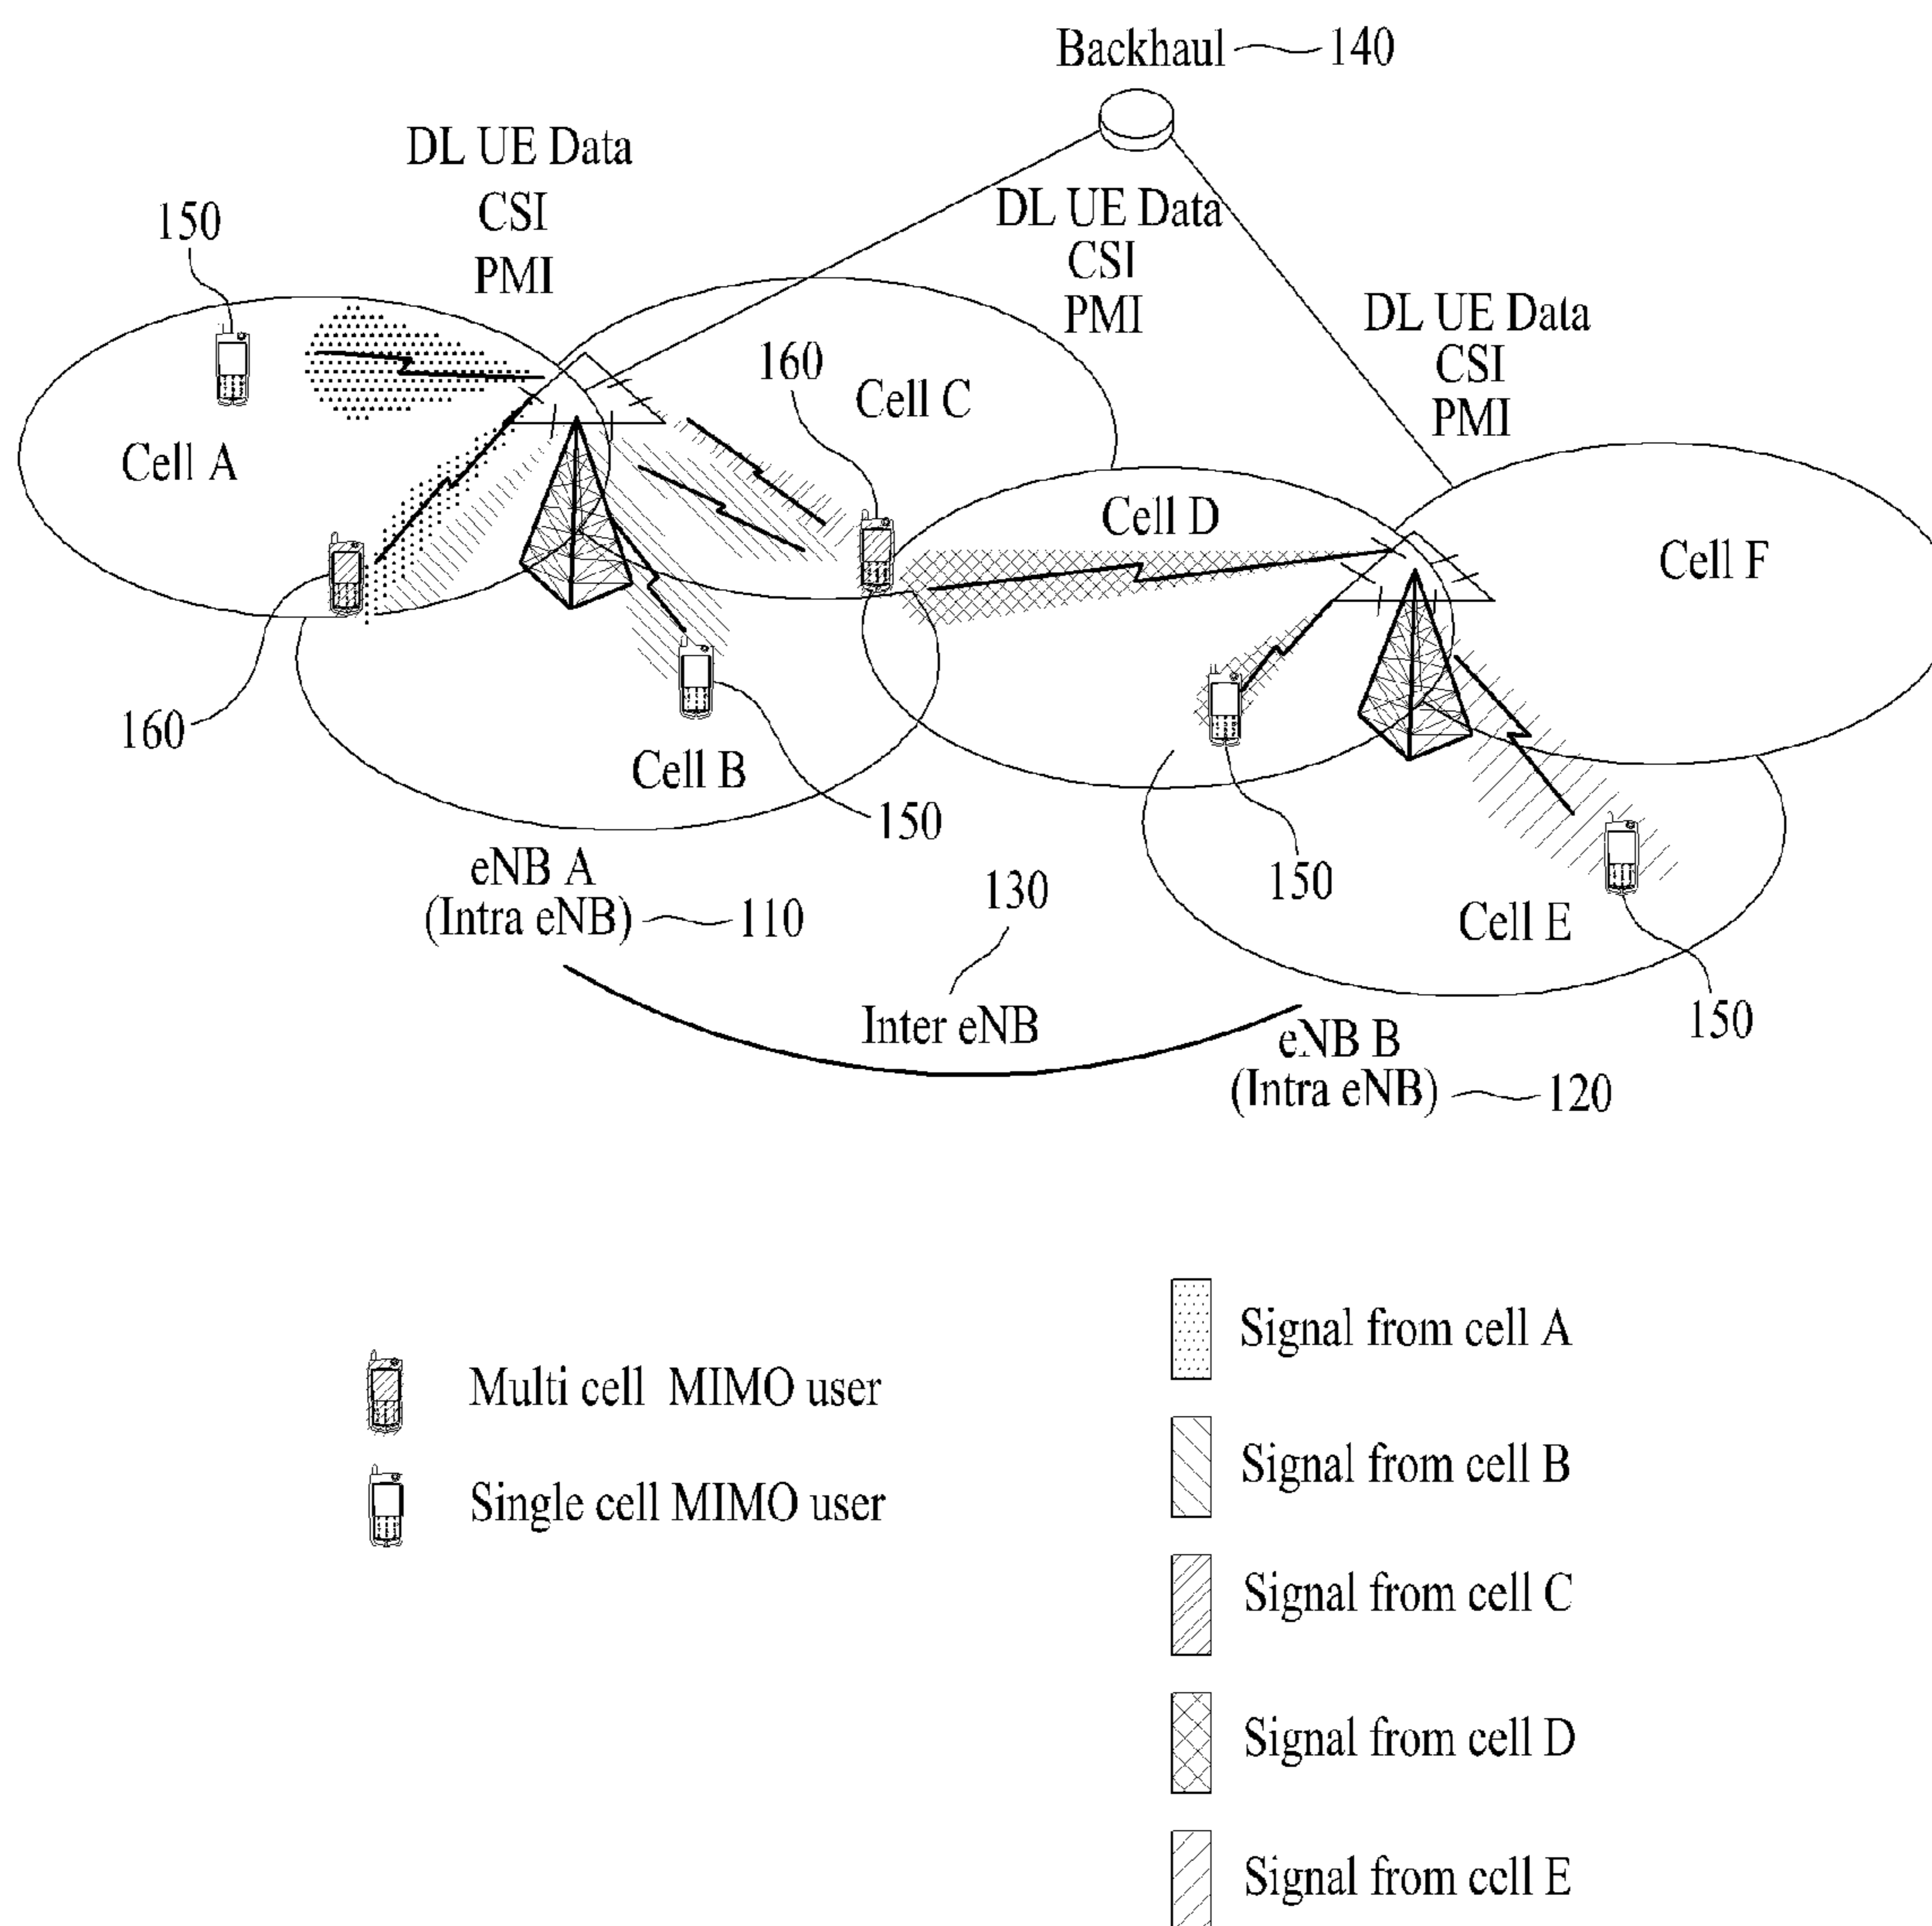 Backhaul 140
DL UE Data
CSI
PMI
DL UE Data
CSI
PMI
DL UE Data
CSI
PMI
150
160
Cell A
Cell C
Cell D
Cell F
160
Cell B
150
150
Cell E
150
eNB A
(Intra eNB) 110
130
Inter eNB
eNB B
(Intra eNB) 120
Multi cell MIMO user
Single cell MIMO user
Signal from cell A
Signal from cell B
Signal from cell C
Signal from cell D
Signal from cell E